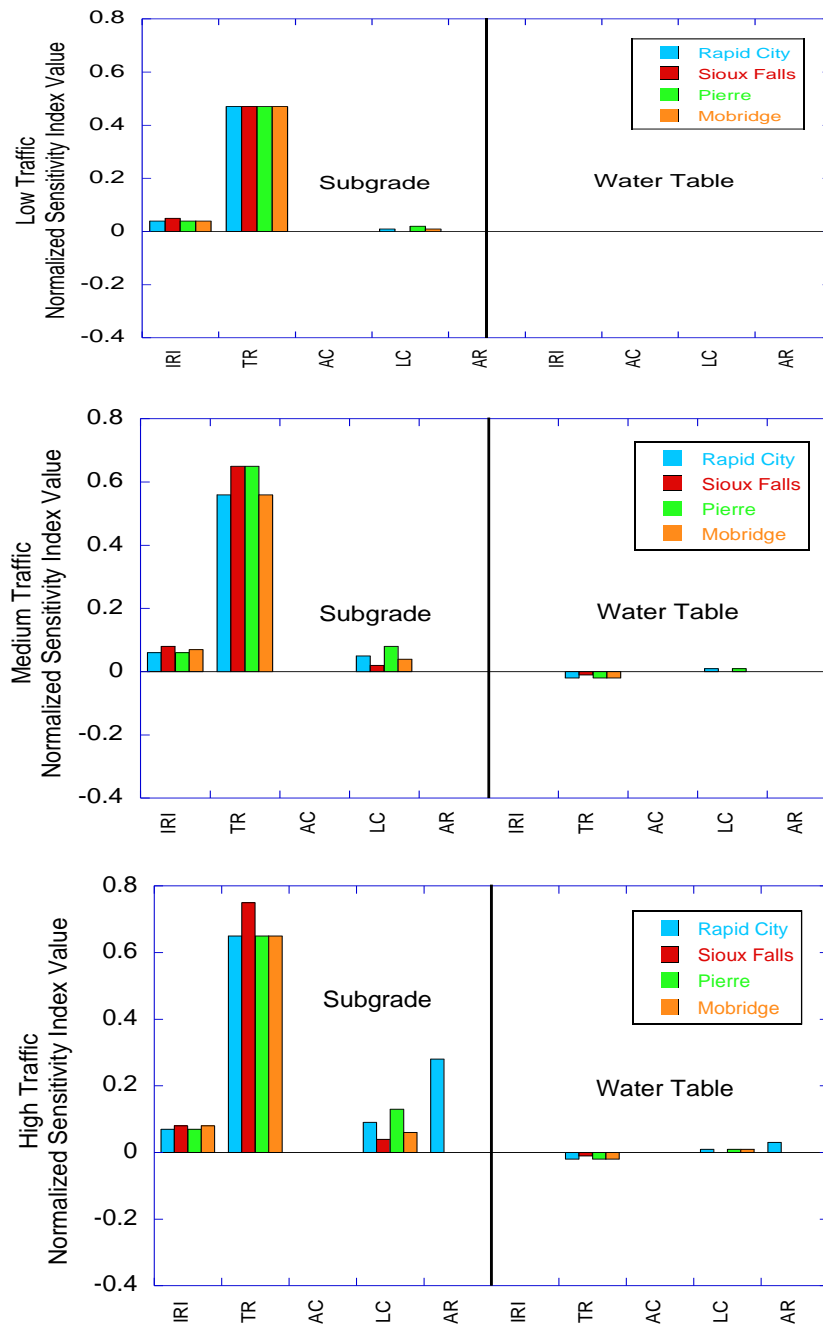 Low Traffic
Normalized Sensitivity Index Value
0.8
0.6
0.4
0.2
0
-0.2
-0.4
Rapid City
Sioux Falls
Pierre
Mobridge
Subgrade
Water Table
IRI TR AC LC AR IRI AC LC AR
Medium Traffic
Normalized Sensitivity Index Value
0.8
0.6
0.4
0.2
0
-0.2
-0.4
Rapid City
Sioux Falls
Pierre
Mobridge
Subgrade
Water Table
IRI TR AC LC AR IRI TR AC LC AR
High Traffic
Normalized Sensitivity Index Value
0.8
0.6
0.4
0.2
0
-0.2
-0.4
Rapid City
Sioux Falls
Pierre
Mobridge
Subgrade
Water Table
IRI TR AC LC AR IRI TR AC LC AR